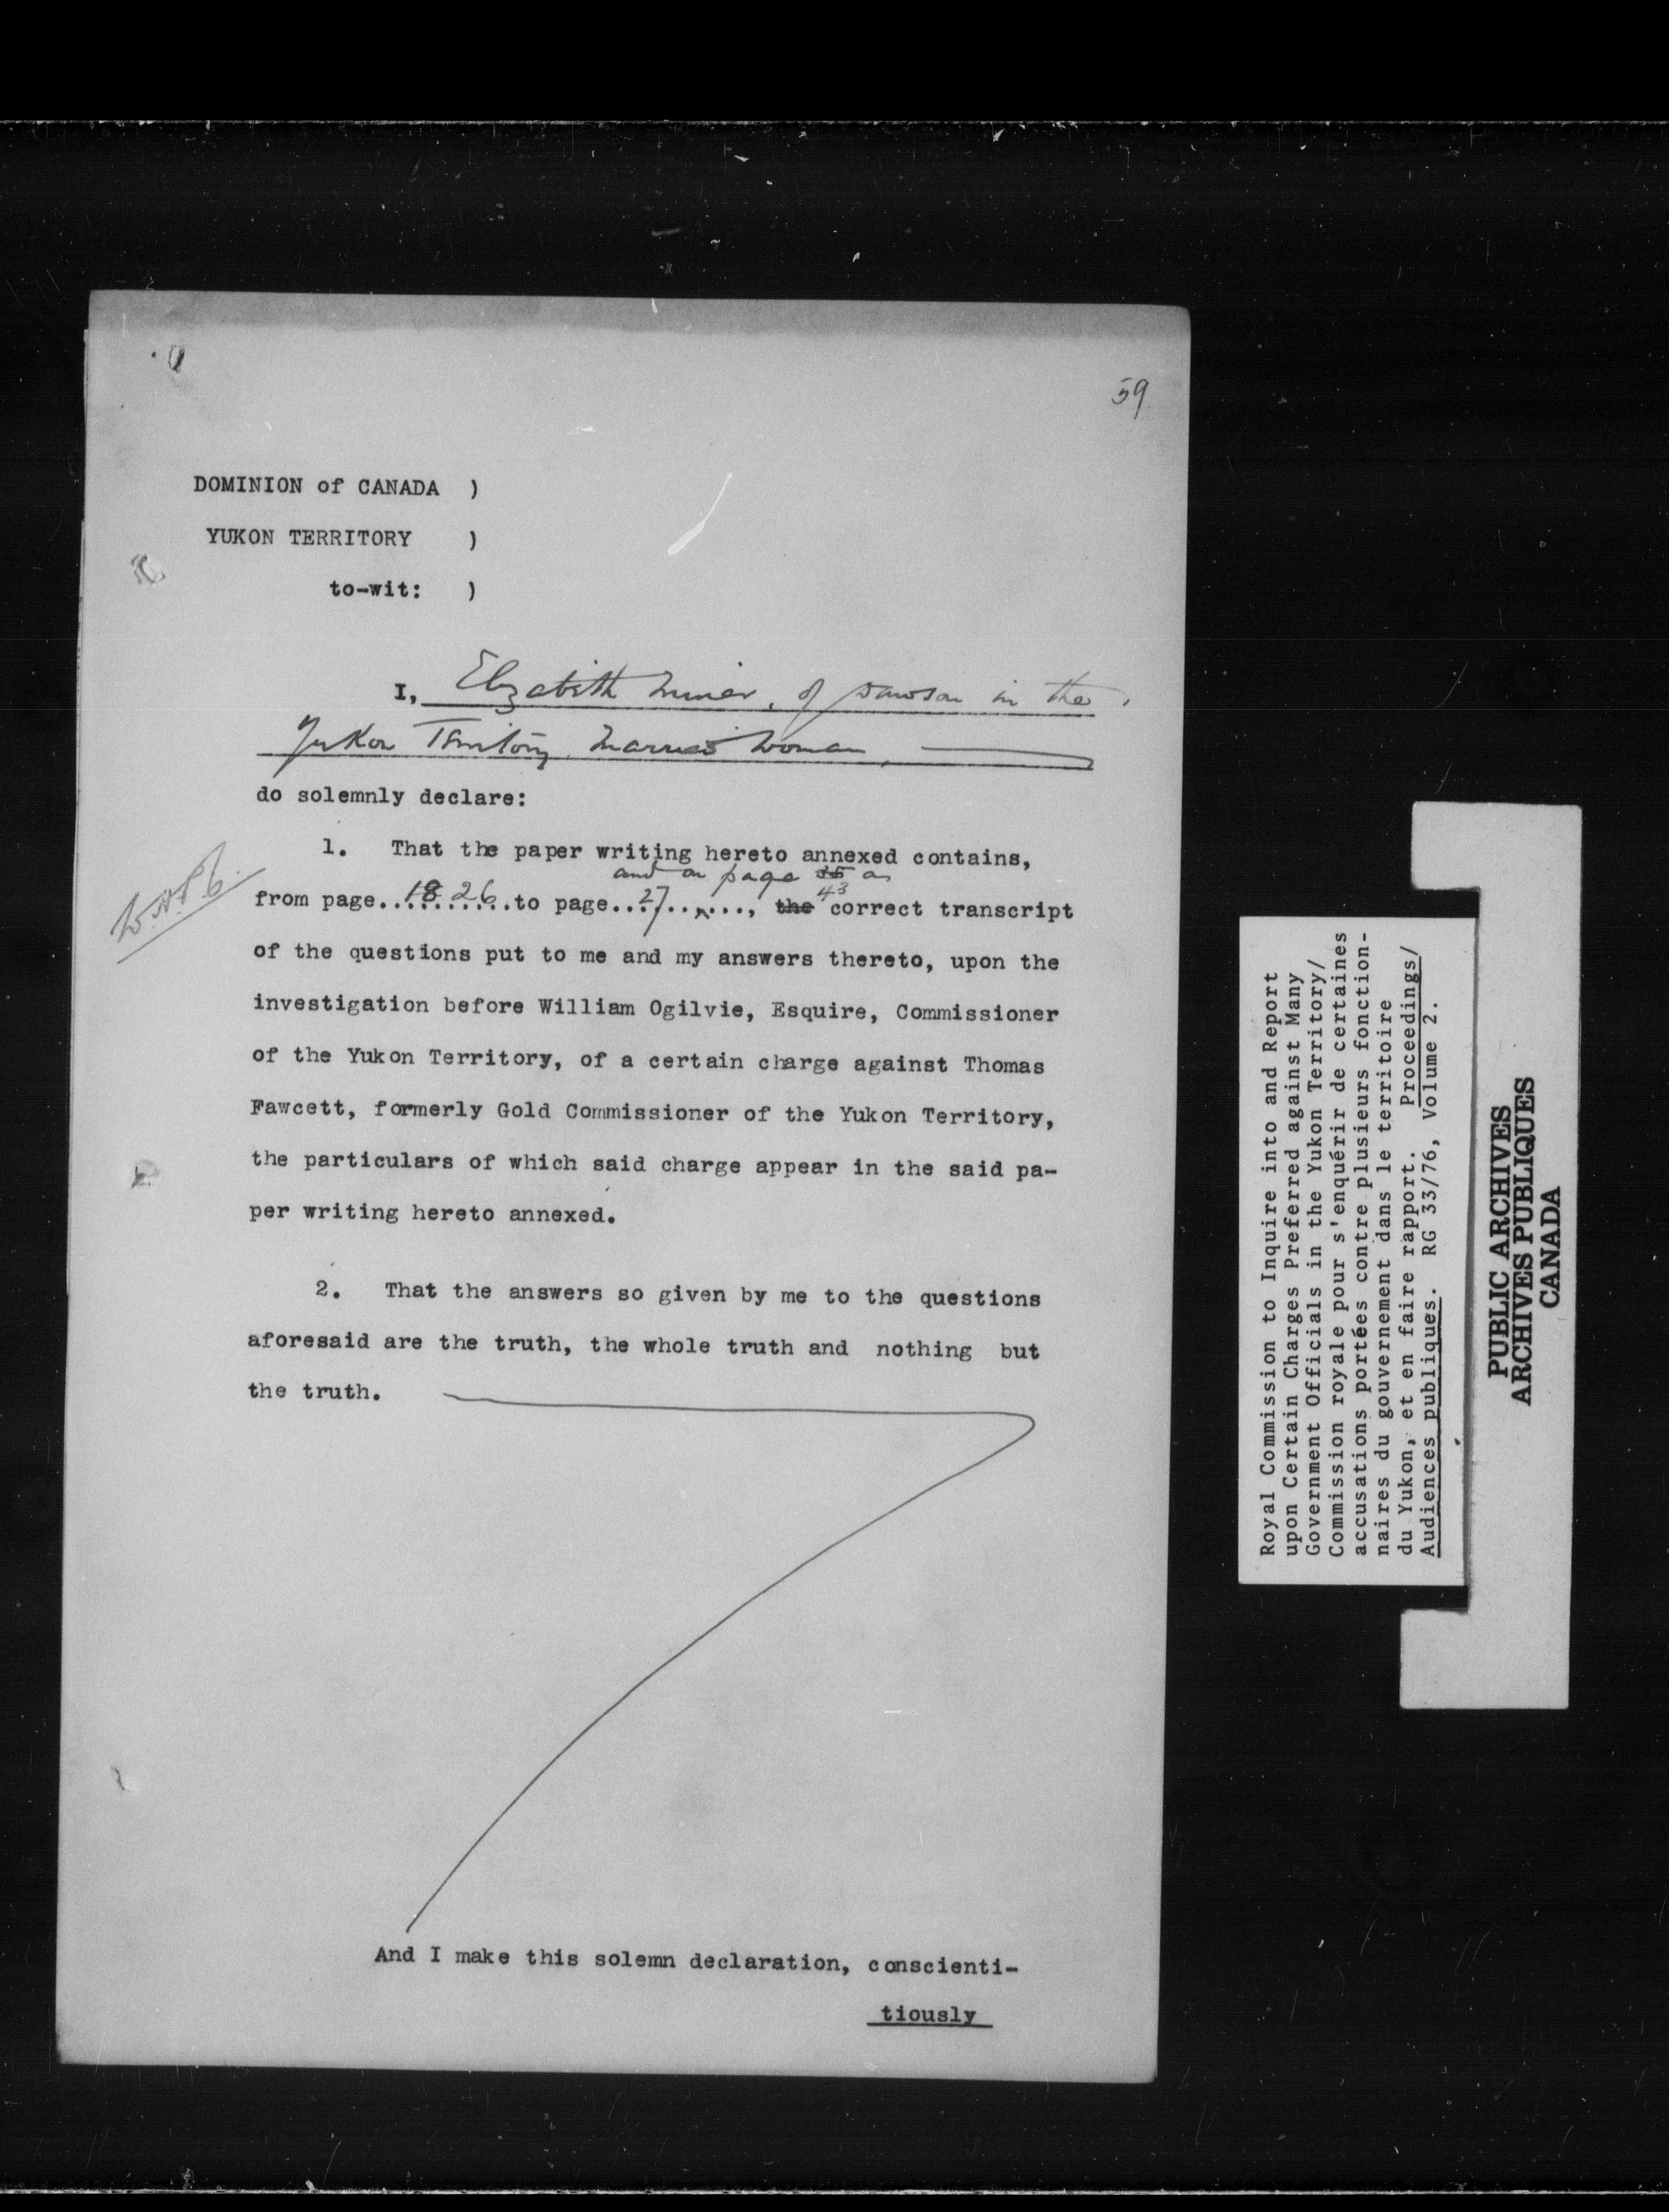 59
DOMINION of CANADA )
YUKON TERRITORY )
to-wit: )
I, Elizabeth Miner, of Dawson in the
Yukon Territory, Married Woman,
do solemnly declare:
1. That the paper writing hereto annexed contains,
and on page 35 43 a
from page..18 26..to page...27....., the correct transcript
of the questions put to me and my answers thereto, upon the
investigation before William Ogilvie, Esquire, Commissioner
of the Yukon Territory, of a certain charge against Thomas
Fawcett, formerly Gold Commissioner of the Yukon Territory,
the particulars of which said charge appear in the said pa-
per writing hereto annexed.
2. That the answers so given by me to the questions
aforesaid are the truth, the whole truth and nothing but
the truth.
And I make this solemn declaration, conscienti-
tiously
Royal Commission to Inquire into and Report
upon Certain Charges Preferred against Many
Government Officials in the Yukon Territory/
Commission royale pour s'enquérir de certaines
accusations portées contre plusieurs fonction-
naires du gouvernement dans le territoire
du Yukon, et en faire rapport. Proceedings/
Audiences publiques. RG 33/76, Volume 2.
PUBLIC ARCHIVES
ARCHIVES PUBLIQUES
CANADA